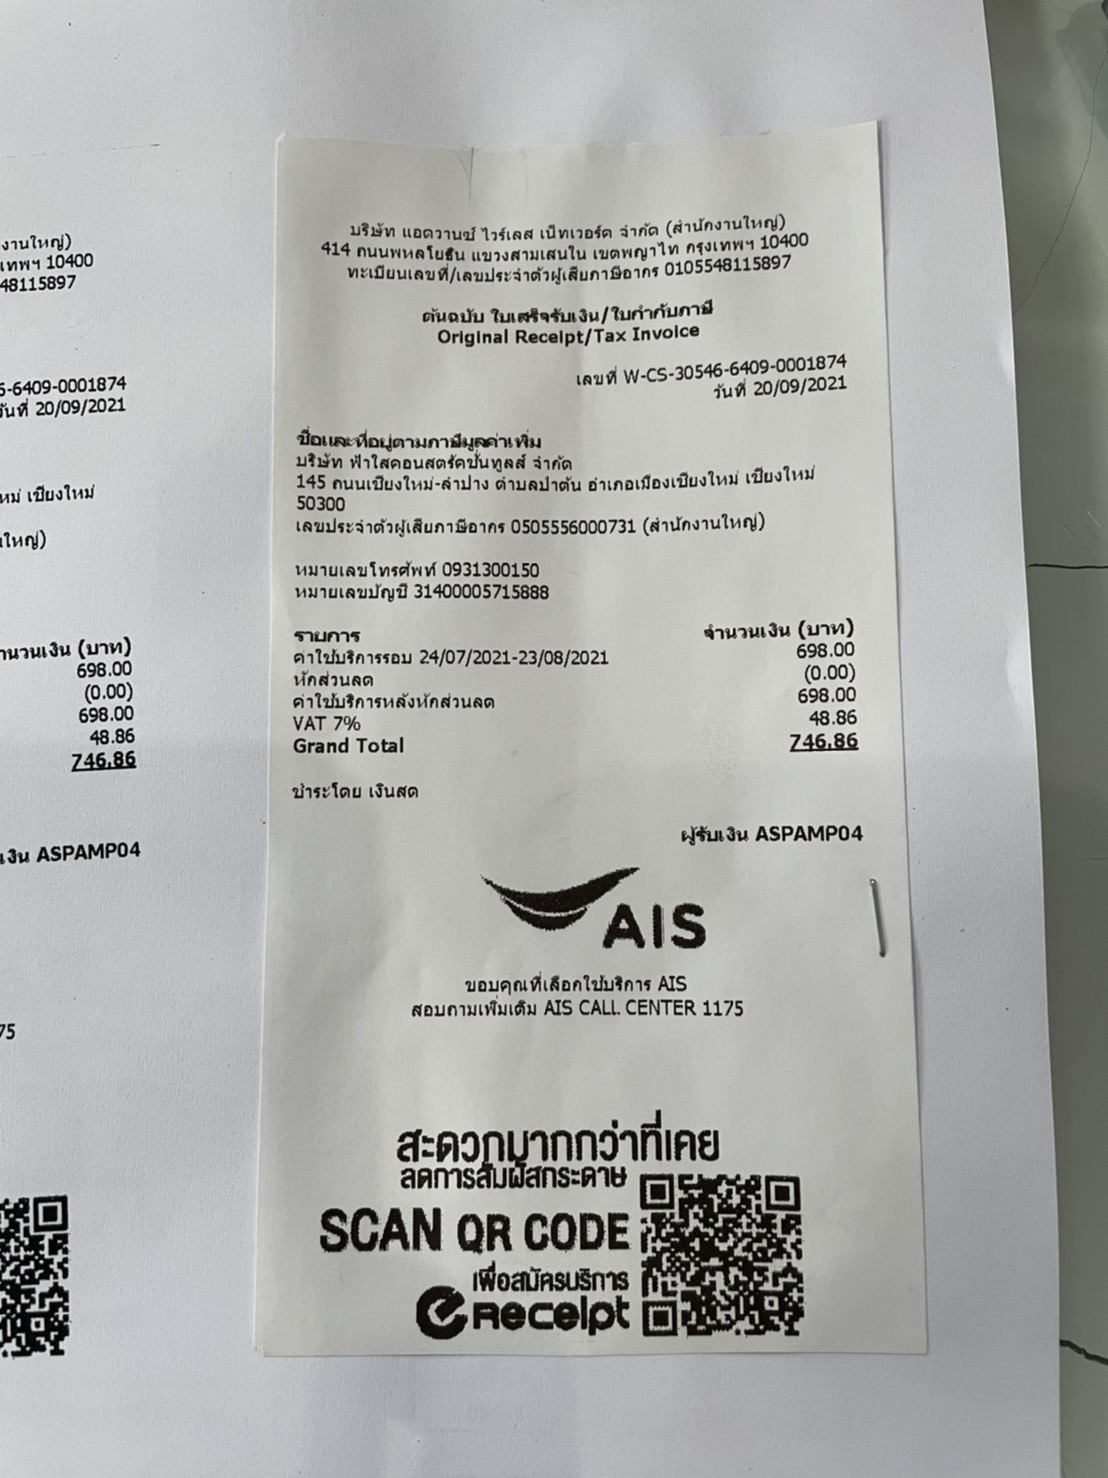 งานใหญ่)
เทพฯ 10400
48115897
6-6409-0001874
วันที่ 20/09/2021
ใหม่ เชียงใหม่
ใหญ่)
านวนเงิน (บาท)
698.00
(0.00)
698.00
48.86
746.86
เงิน ASPAMP04
75
บริษัท แอดวานซ์ ไวร์เลส เน็ทเวอร์ค จำกัด (สำนักงานใหญ่)
414 ถนนพหลโยธิน แขวงสามเสนใน เขตพญาไท กรุงเทพฯ 10400
ทะเบียนเลขที่/เลขประจำตัวผู้เสียภาษีอากร 0105548115897
ต้นฉบับ ใบเสร็จรับเงิน/ใบกำกับภาษี
Original Receipt/Tax Invoice
เลขที่ W-CS-30546-6409-0001874
วันที่ 20/09/2021
ชื่อและที่อยู่ตามภาษีมูลค่าเพิ่ม
บริษัท ฟ้าใสคอนสตรัคชั่นทูลส์ จำกัด
145 ถนนเชียงใหม่-ลำปาง ตำบลป่าตัน อำเภอเมืองเชียงใหม่ เชียงใหม่
50300
เลขประจำตัวผู้เสียภาษีอากร 0505556000731 (สำนักงานใหญ่)
หมายเลขโทรศัพท์ 0931300150
หมายเลขบัญชี 31400005715888
รายการ จำนวนเงิน (บาท)
ค่าใช้บริการรอบ 24/07/2021-23/08/2021 698.00
หักส่วนลด (0.00)
ค่าใช้บริการหลังหักส่วนลด 698.00
VAT 7% 48.86
Grand Total 746.86
ชำระโดย เงินสด
ผู้รับเงิน ASPAMP04
AIS
ขอบคุณที่เลือกใช้บริการ AIS
สอบถามเพิ่มเติม AIS CALL CENTER 1175
สะดวกมากกว่าที่เคย
ลดการสัมผัสกระดาษ
SCAN QR CODE
เพื่อสมัครบริการ
eReceipt